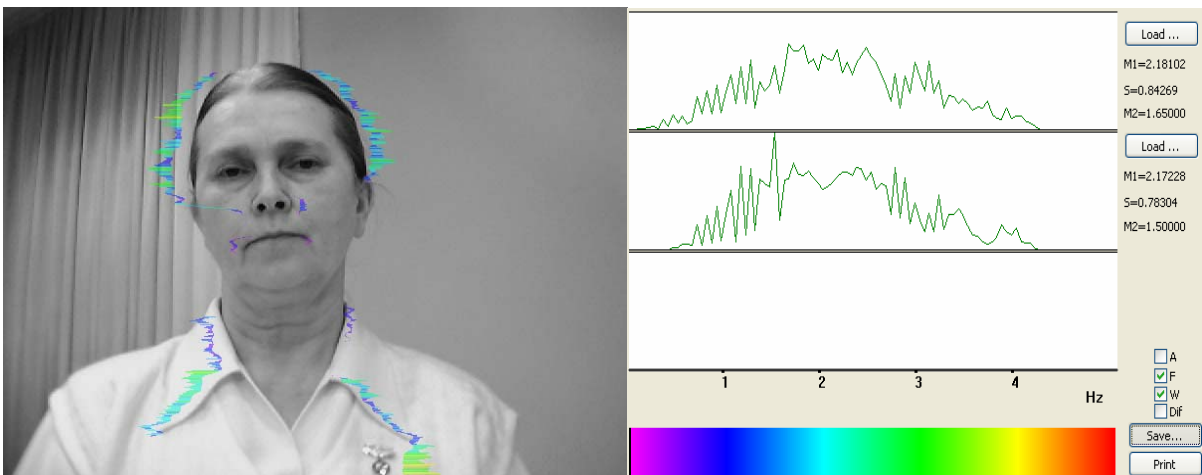 Load ...
M1=2.18102
S=0.84269
M2=1.65000
Load ...
M1=2.17228
S=0.78304
M2=1.50000
1 2 3 4
Hz
A
F
W
Dif
Save...
Print